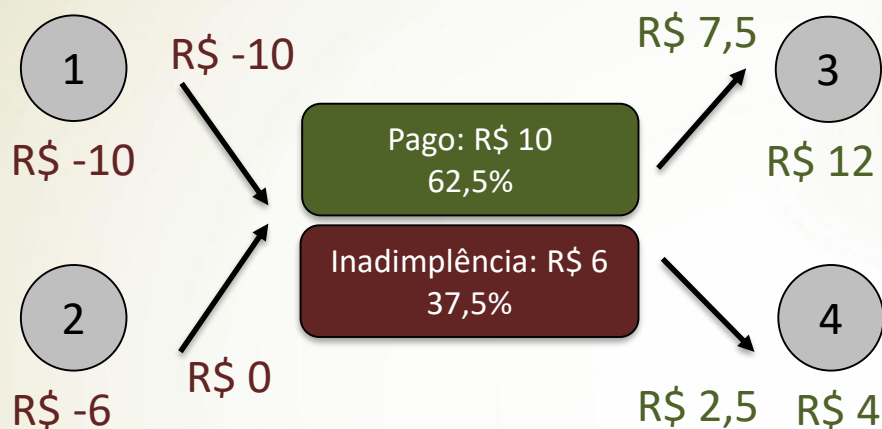 1
R$ -10
R$ -10
2
R$ -6
R$ 0
Pago: R$ 10
62,5%
Inadimplência: R$ 6
37,5%
R$ 7,5
3
R$ 12
4
R$ 2,5
R$ 4